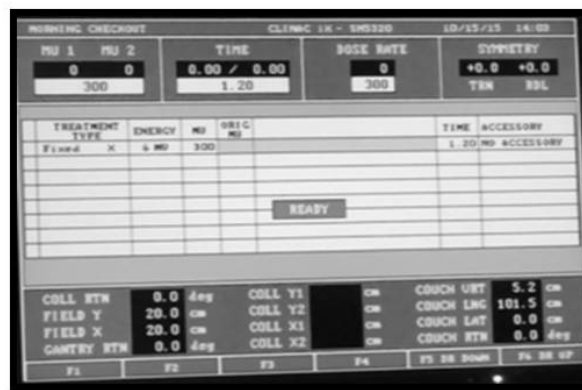 MORNING CHECKOUT CLINAC iX - SN5320 10/15/15 14:03
MU 1 MU 2 TIME DOSE RATE SYMMETRY
0 0 0.00 / 0.00 0 +0.0 +0.0
300 1.20 300 TRN RDL
TREATMENT TYPE ENERGY MU ORIG MU TIME ACCESSORY
Fixed X 6 MV 300 1.20 NO ACCESSORY
READY
COLL RTN 0.0 deg COLL Y1 cm COUCH VRT 5.2 cm
FIELD Y 20.0 cm COLL Y2 cm COUCH LNG 101.5 cm
FIELD X 20.0 cm COLL X1 cm COUCH LAT 0.0 cm
GANTRY RTN 0.0 deg COLL X2 cm COUCH RTN 0.0 deg
F1 F2 F3 F4 F5 DR DOWN F6 DR UP